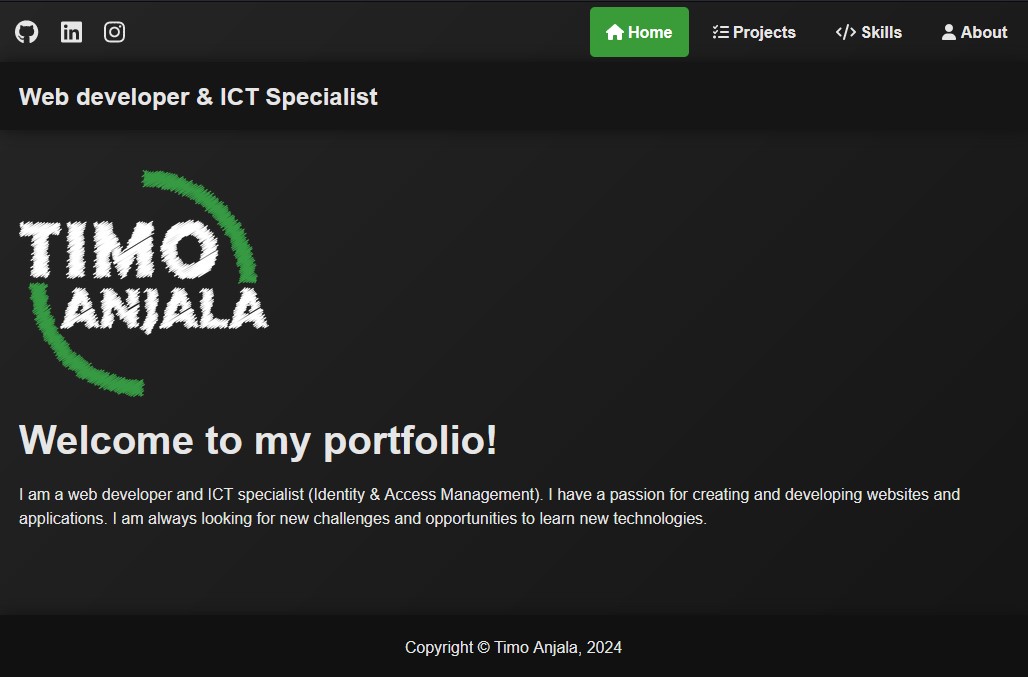 Home Projects </> Skills About
Web developer & ICT Specialist
TIMO
ANJALA
Welcome to my portfolio!
I am a web developer and ICT specialist (Identity & Access Management). I have a passion for creating and developing websites and
applications. I am always looking for new challenges and opportunities to learn new technologies.
Copyright © Timo Anjala, 2024